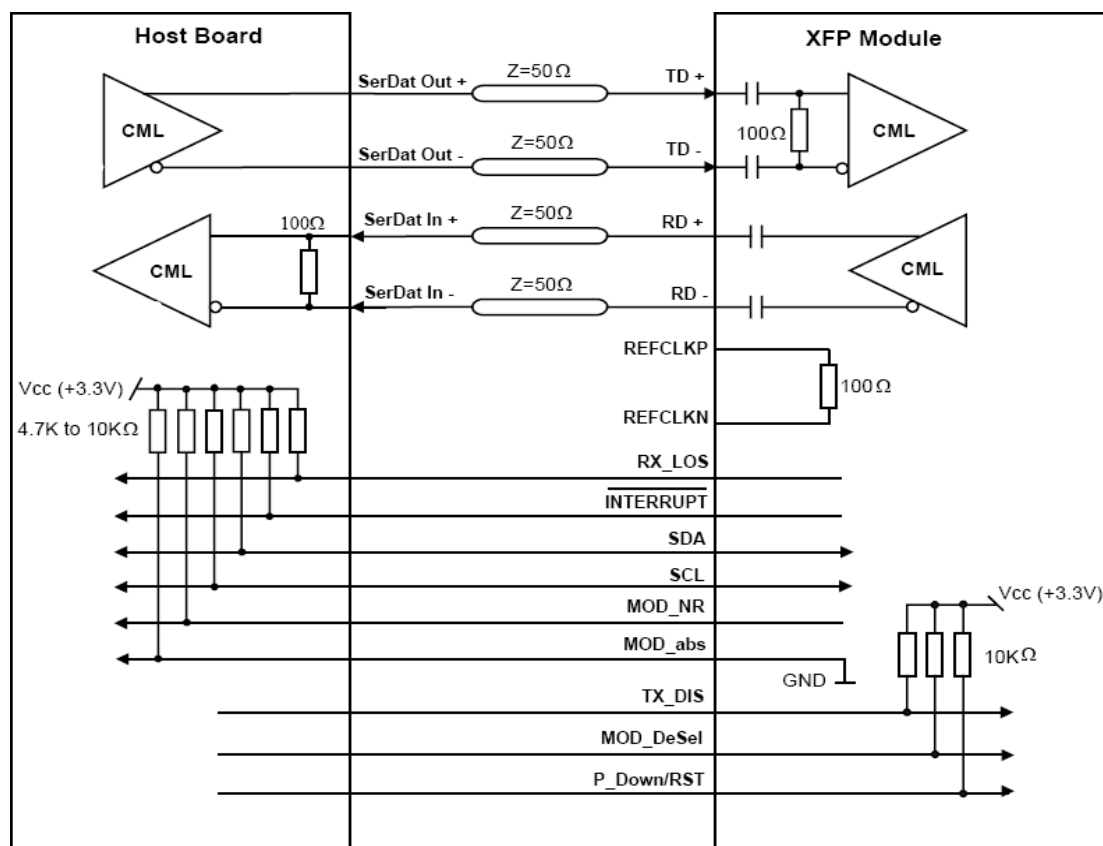 Host Board
XFP Module
SerDat Out +
Z=50Ω
TD +
CML
100Ω
CML
SerDat Out -
Z=50Ω
TD -
100Ω
SerDat In +
Z=50Ω
RD +
CML
CML
SerDat In -
Z=50Ω
RD -
REFCLKP
Vcc (+3.3V)
100Ω
4.7K to 10KΩ
REFCLKN
RX_LOS
INTERRUPT
SDA
SCL
Vcc (+3.3V)
MOD_NR
MOD_abs
10KΩ
GND
TX_DIS
MOD_DeSel
P_Down/RST